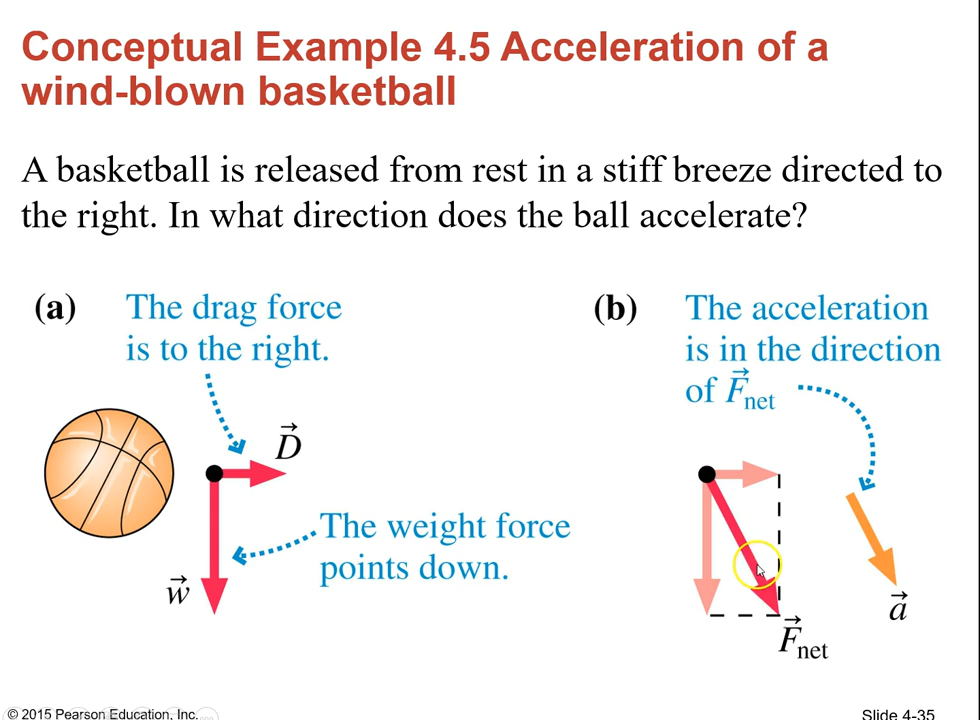 Conceptual Example 4.5 Acceleration of a
wind-blown basketball
A basketball is released from rest in a stiff breeze directed to
the right. In what direction does the ball accelerate?
(a)
The drag force
is to the right.
D
The weight force
points down.
w
(b)
The acceleration
is in the direction
of Fnet
a
Fnet
© 2015 Pearson Education, Inc.
Slide 4-35